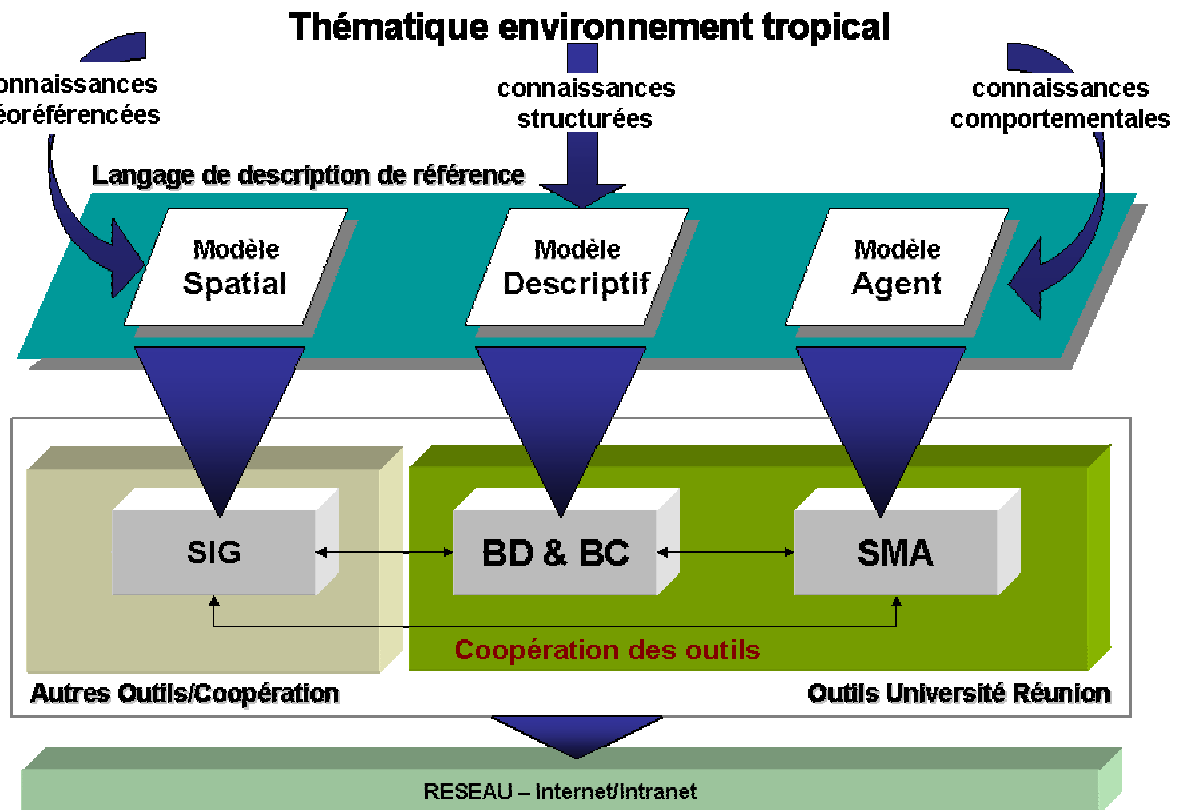 Thématique environnement tropical
onnaissances
éoréférencées
connaissances
structurées
connaissances
comportementales
Langage de description de référence
Modèle
Spatial
Modèle
Descriptif
Modèle
Agent
SIG
BD & BC
SMA
Coopération des outils
Autres Outils/Coopération
Outils Université Réunion
RESEAU – Internet/Intranet